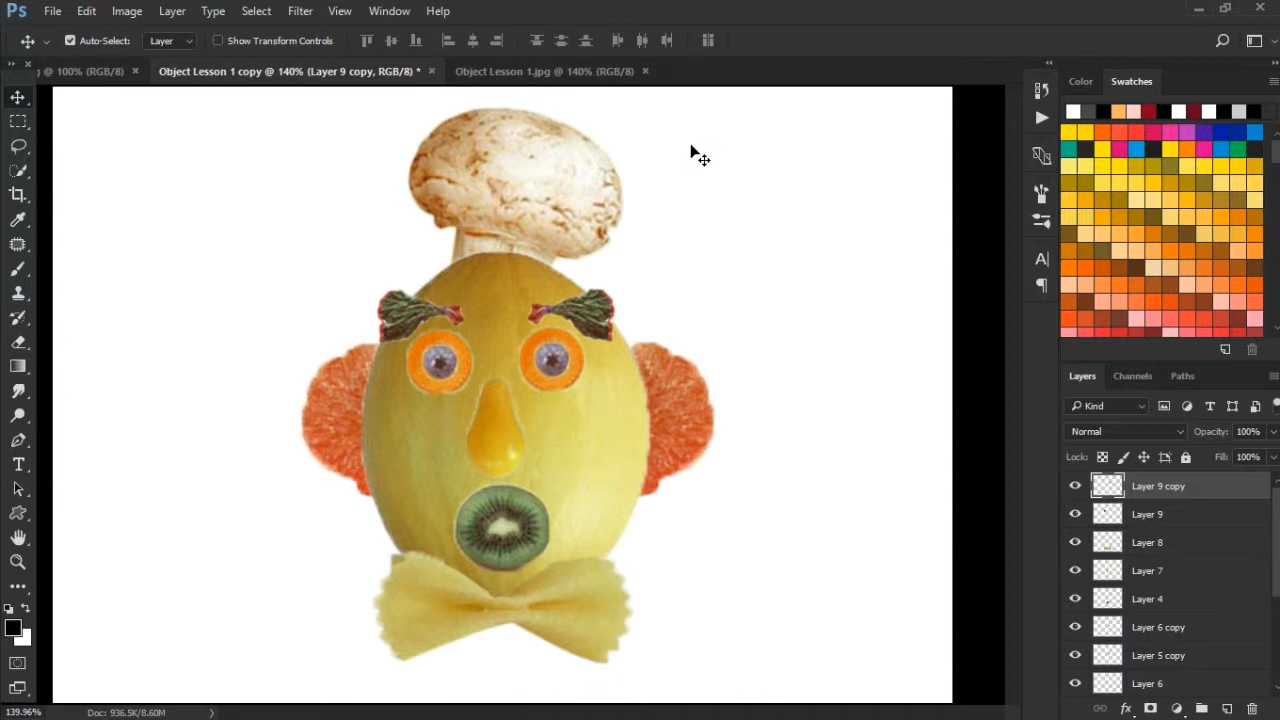 Ps File Edit Image Layer Type Select Filter View Window Help
Auto-Select: Layer Show Transform Controls
g @ 100% (RGB/8) × Object Lesson 1 copy @ 140% (Layer 9 copy, RGB/8) * × Object Lesson 1.jpg @ 140% (RGB/8) ×
Color Swatches
Layers Channels Paths
Kind
Normal Opacity: 100%
Lock: Fill: 100%
Layer 9 copy
Layer 9
Layer 8
Layer 7
Layer 4
Layer 6 copy
Layer 5 copy
Layer 6
139.96% Doc: 936.5K/8.60M